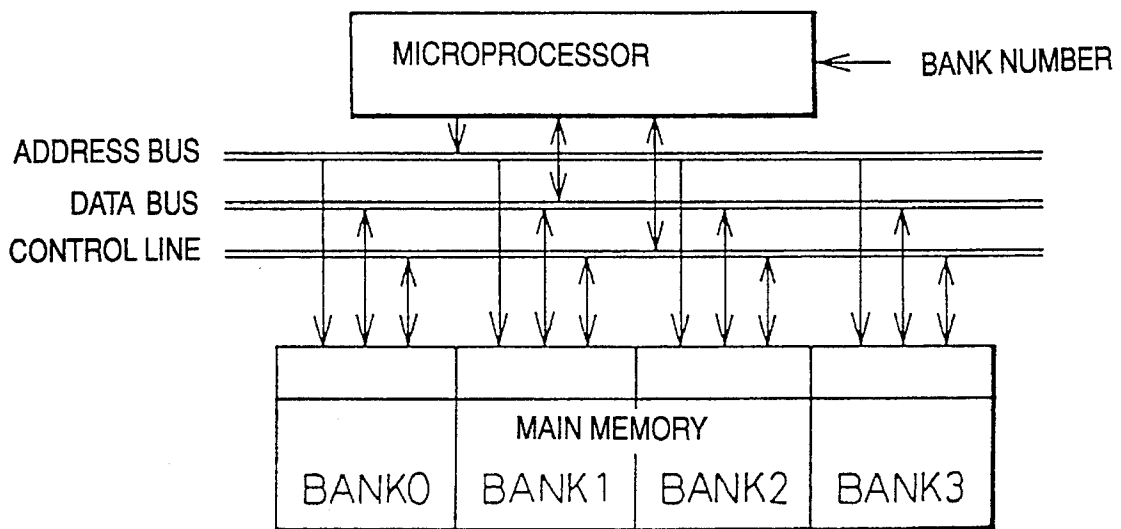 MICROPROCESSOR
BANK NUMBER
ADDRESS BUS
DATA BUS
CONTROL LINE
MAIN MEMORY
BANK0 BANK1 BANK2 BANK3